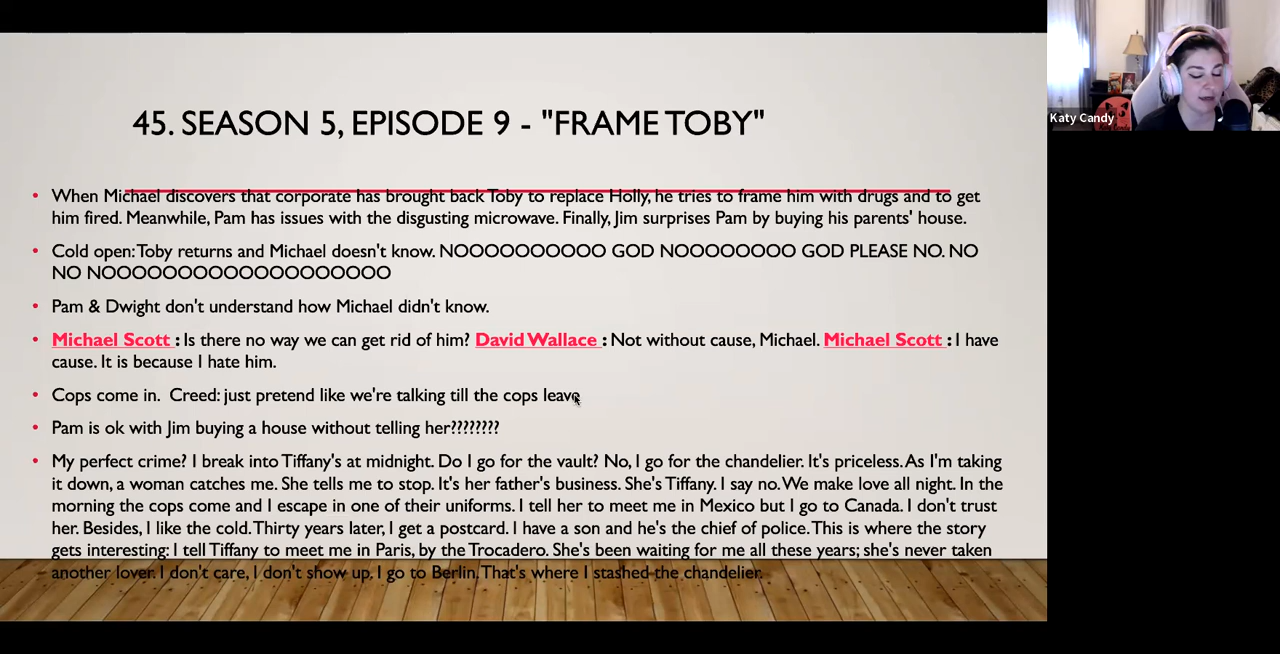 45. SEASON 5, EPISODE 9 - "FRAME TOBY"
• When Michael discovers that corporate has brought back Toby to replace Holly, he tries to frame him with drugs and to get
him fired. Meanwhile, Pam has issues with the disgusting microwave. Finally, Jim surprises Pam by buying his parents' house.
• Cold open: Toby returns and Michael doesn't know. NOOOOOOOOOO GOD NOOOOOOOO GOD PLEASE NO. NO
NO NOOOOOOOOOOOOOOOOOOO
• Pam & Dwight don't understand how Michael didn't know.
• Michael Scott : Is there no way we can get rid of him? David Wallace : Not without cause, Michael. Michael Scott : I have
cause. It is because I hate him.
• Cops come in.  Creed: just pretend like we're talking till the cops leave
• Pam is ok with Jim buying a house without telling her????????
• My perfect crime? I break into Tiffany's at midnight. Do I go for the vault? No, I go for the chandelier. It's priceless. As I'm taking
it down, a woman catches me. She tells me to stop. It's her father's business. She's Tiffany. I say no. We make love all night. In the
morning the cops come and I escape in one of their uniforms. I tell her to meet me in Mexico but I go to Canada. I don't trust
her. Besides, I like the cold. Thirty years later, I get a postcard. I have a son and he's the chief of police. This is where the story
gets interesting: I tell Tiffany to meet me in Paris, by the Trocadero. She's been waiting for me all these years; she's never taken
another lover. I don't care, I don't show up. I go to Berlin. That's where I stashed the chandelier.
Katy Candy